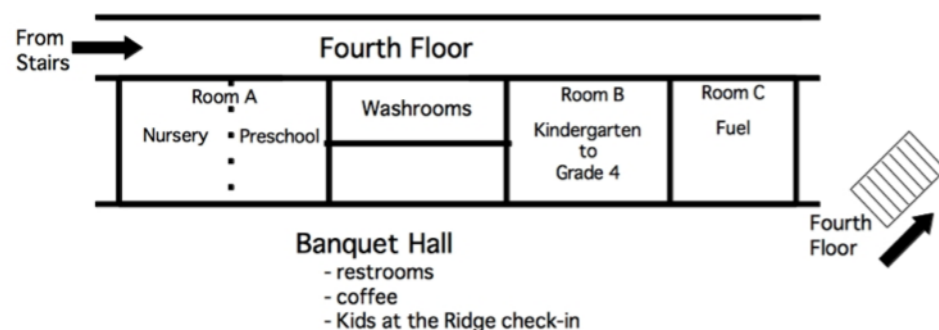 From
Stairs
Fourth Floor
Room A
Nursery
Preschool
Washrooms
Room B
Kindergarten
to
Grade 4
Room C
Fuel
Fourth
Floor
Banquet Hall
- restrooms
- coffee
- Kids at the Ridge check-in